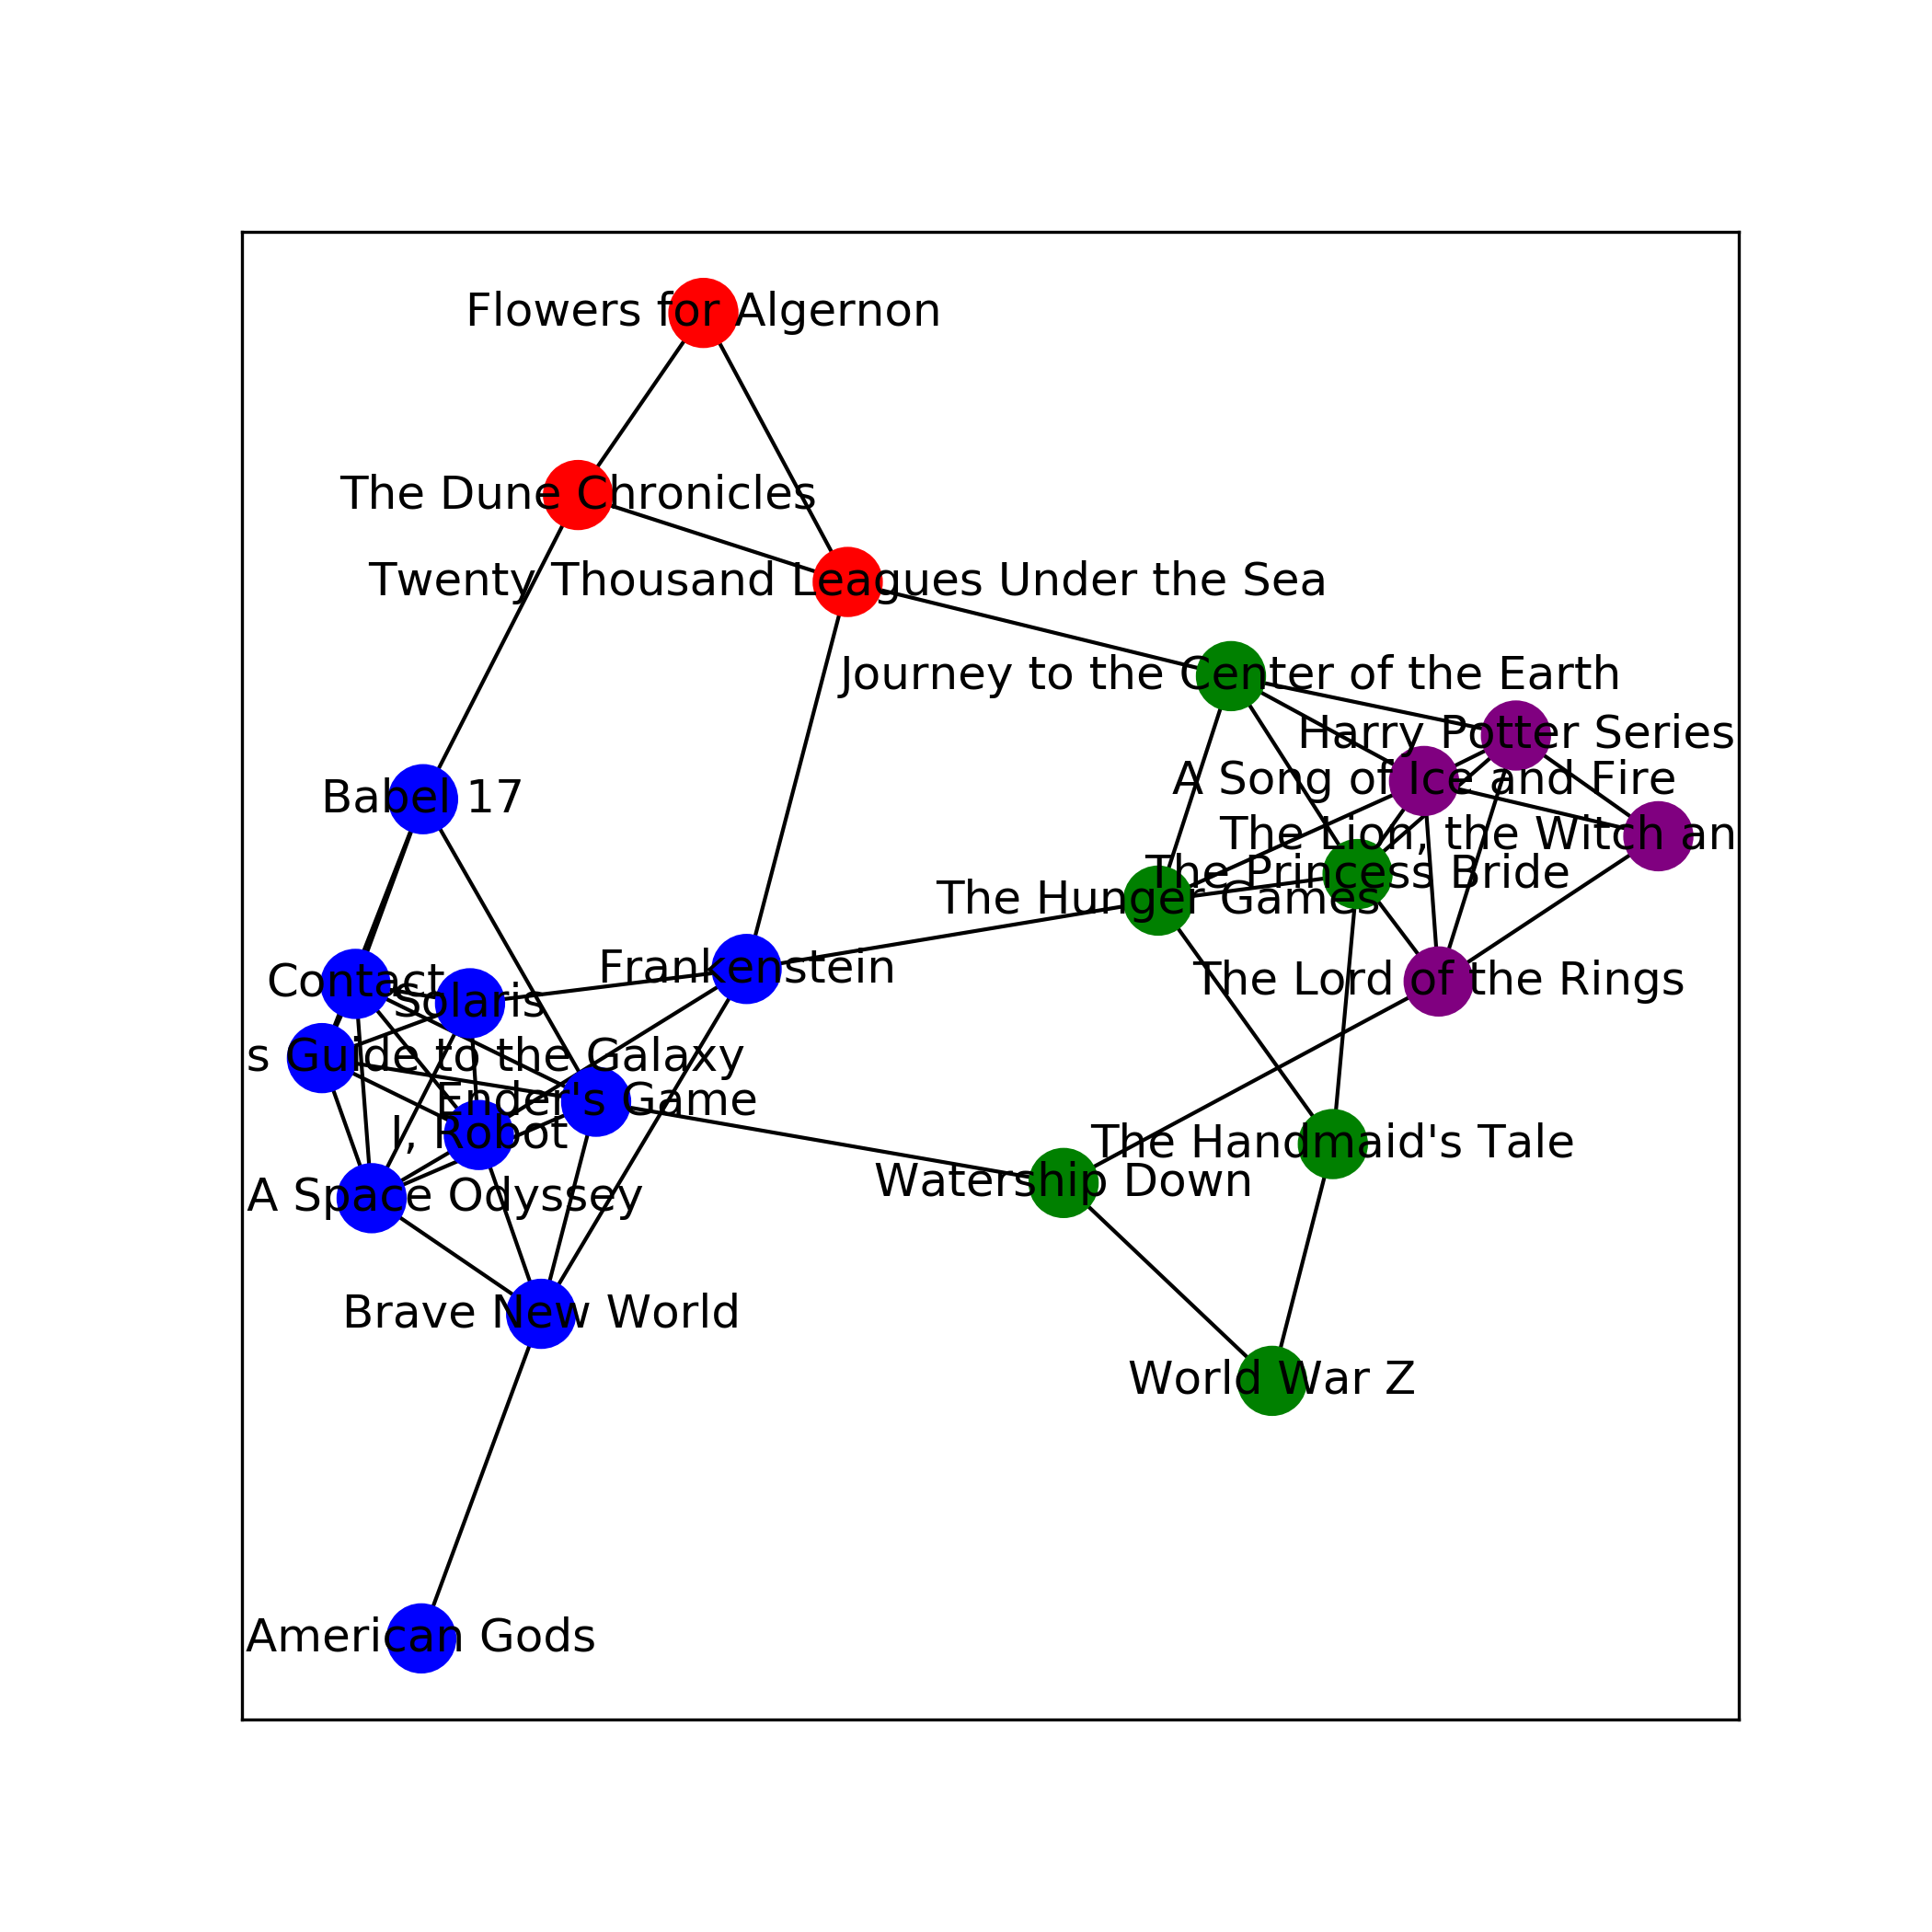 Flowers for Algernon
The Dune Chronicles
Twenty Thousand Leagues Under the Sea
Journey to the Center of the Earth
Harry Potter Series
A Song of Ice and Fire
Babel 17
The Lion, the Witch an
The Princess Bride
The Hunger Games
Frankenstein
Contact
The Lord of the Rings
Solaris
s Guide to the Galaxy
Ender's Game
I, Robot
The Handmaid's Tale
Watership Down
A Space Odyssey
Brave New World
World War Z
American Gods